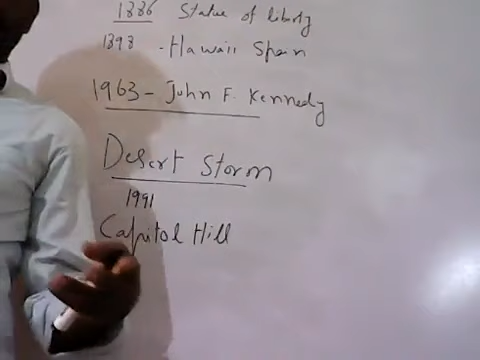 1886 Statue of liberty
1898 - Hawaii Spain
1963 - John F. Kennedy
Desert Storm
1991
Capitol Hill